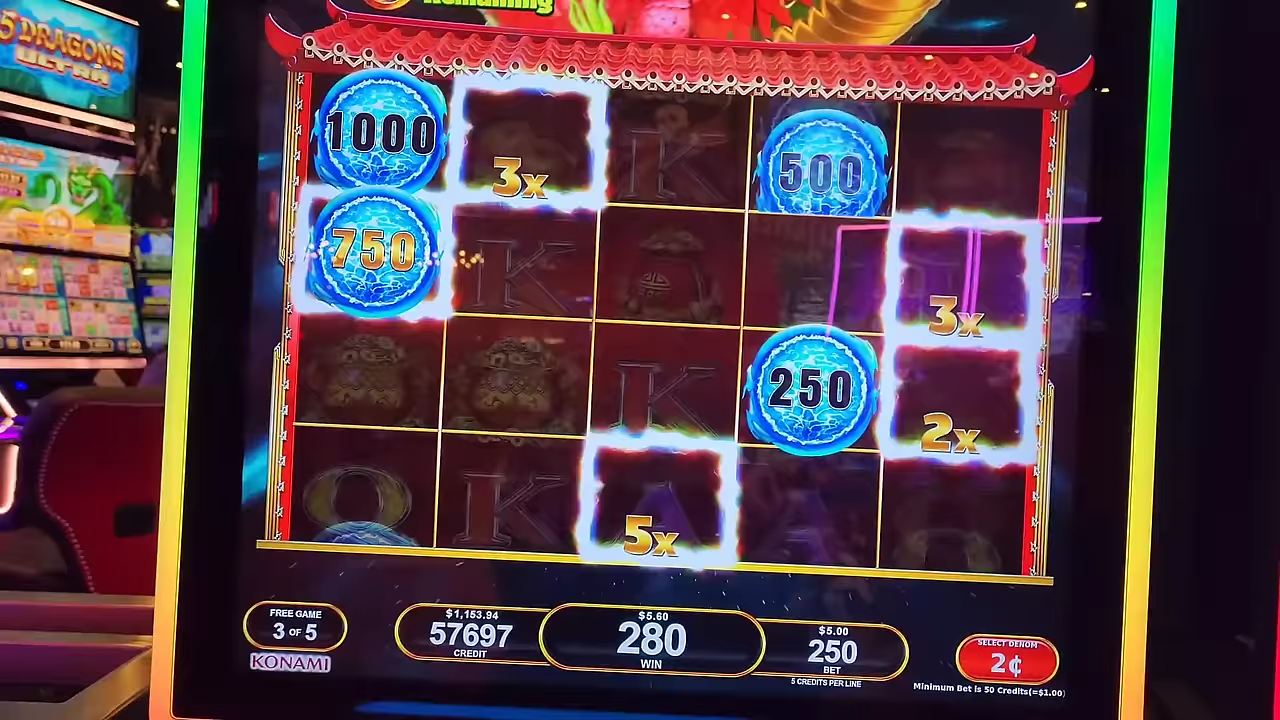 Remaining
5 DRAGONS
ULTRA
1000
3x
K
500
750
K
3x
K
250
2x
Q
K
5x
A
A
Q
FREE GAME
3 OF 5
KONAMI
$1,153.94
57697
CREDIT
$5.60
280
WIN
$5.00
250
BET
5 CREDITS PER LINE
SELECT DENOM
2¢
Minimum Bet is 50 Credits(=$1.00)